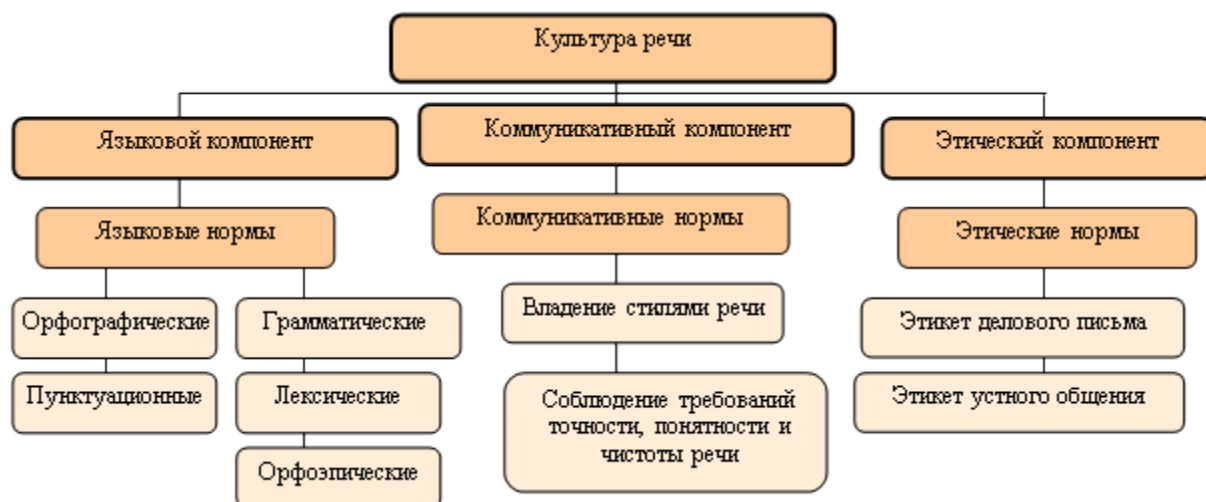 Культура речи
Языковой компонент
Коммуникативный компонент
Этический компонент
Языковые нормы
Коммуникативные нормы
Этические нормы
Орфографические
Грамматические
Владение стилями речи
Этикет делового письма
Пунктуационные
Лексические
Соблюдение требований
точности, понятности и
чистоты речи
Этикет устного общения
Орфоэпические